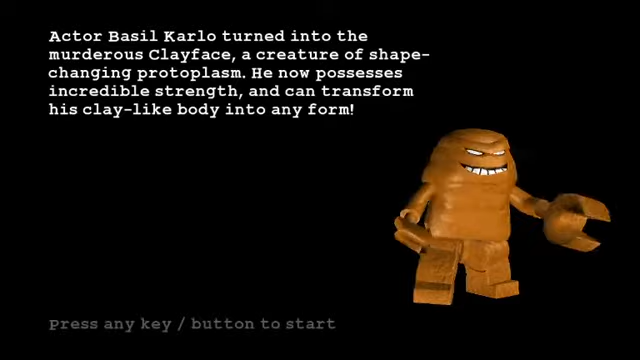 Actor Basil Karlo turned into the
murderous Clayface, a creature of shape-
changing protoplasm. He now possesses
incredible strength, and can transform
his clay-like body into any form!
Press any key / button to start